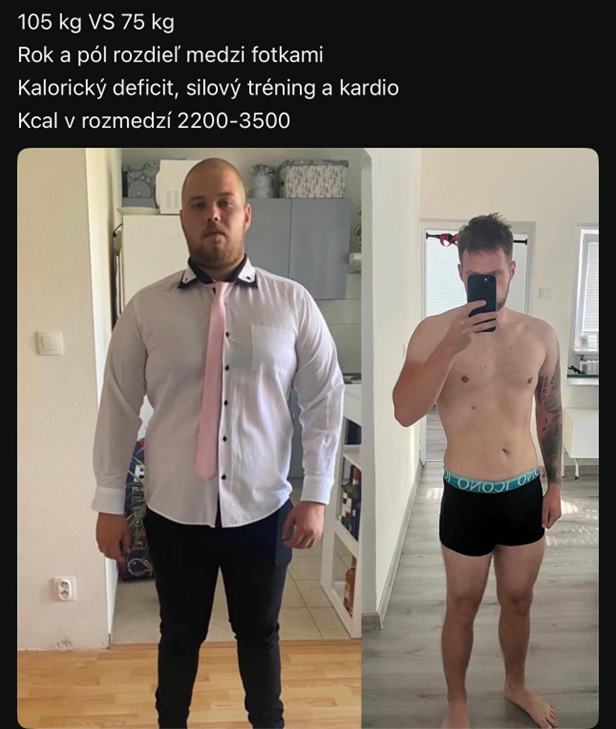 105 kg VS 75 kg
Rok a pól rozdieľ medzi fotkami
Kalorický deficit, silový tréning a kardio
Kcal v rozmedzí 2200-3500
ICONO